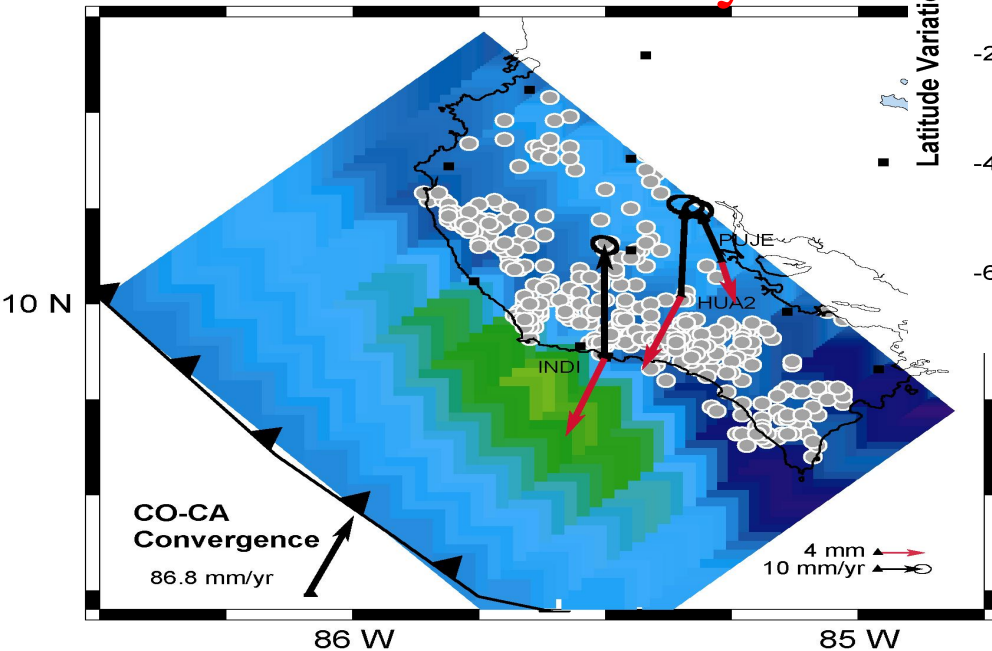 Latitude Variatio
-2
-4
-6
10 N
PUJE
HUA2
INDI
CO-CA
Convergence
86.8 mm/yr
4 mm
10 mm/yr
86 W
85 W